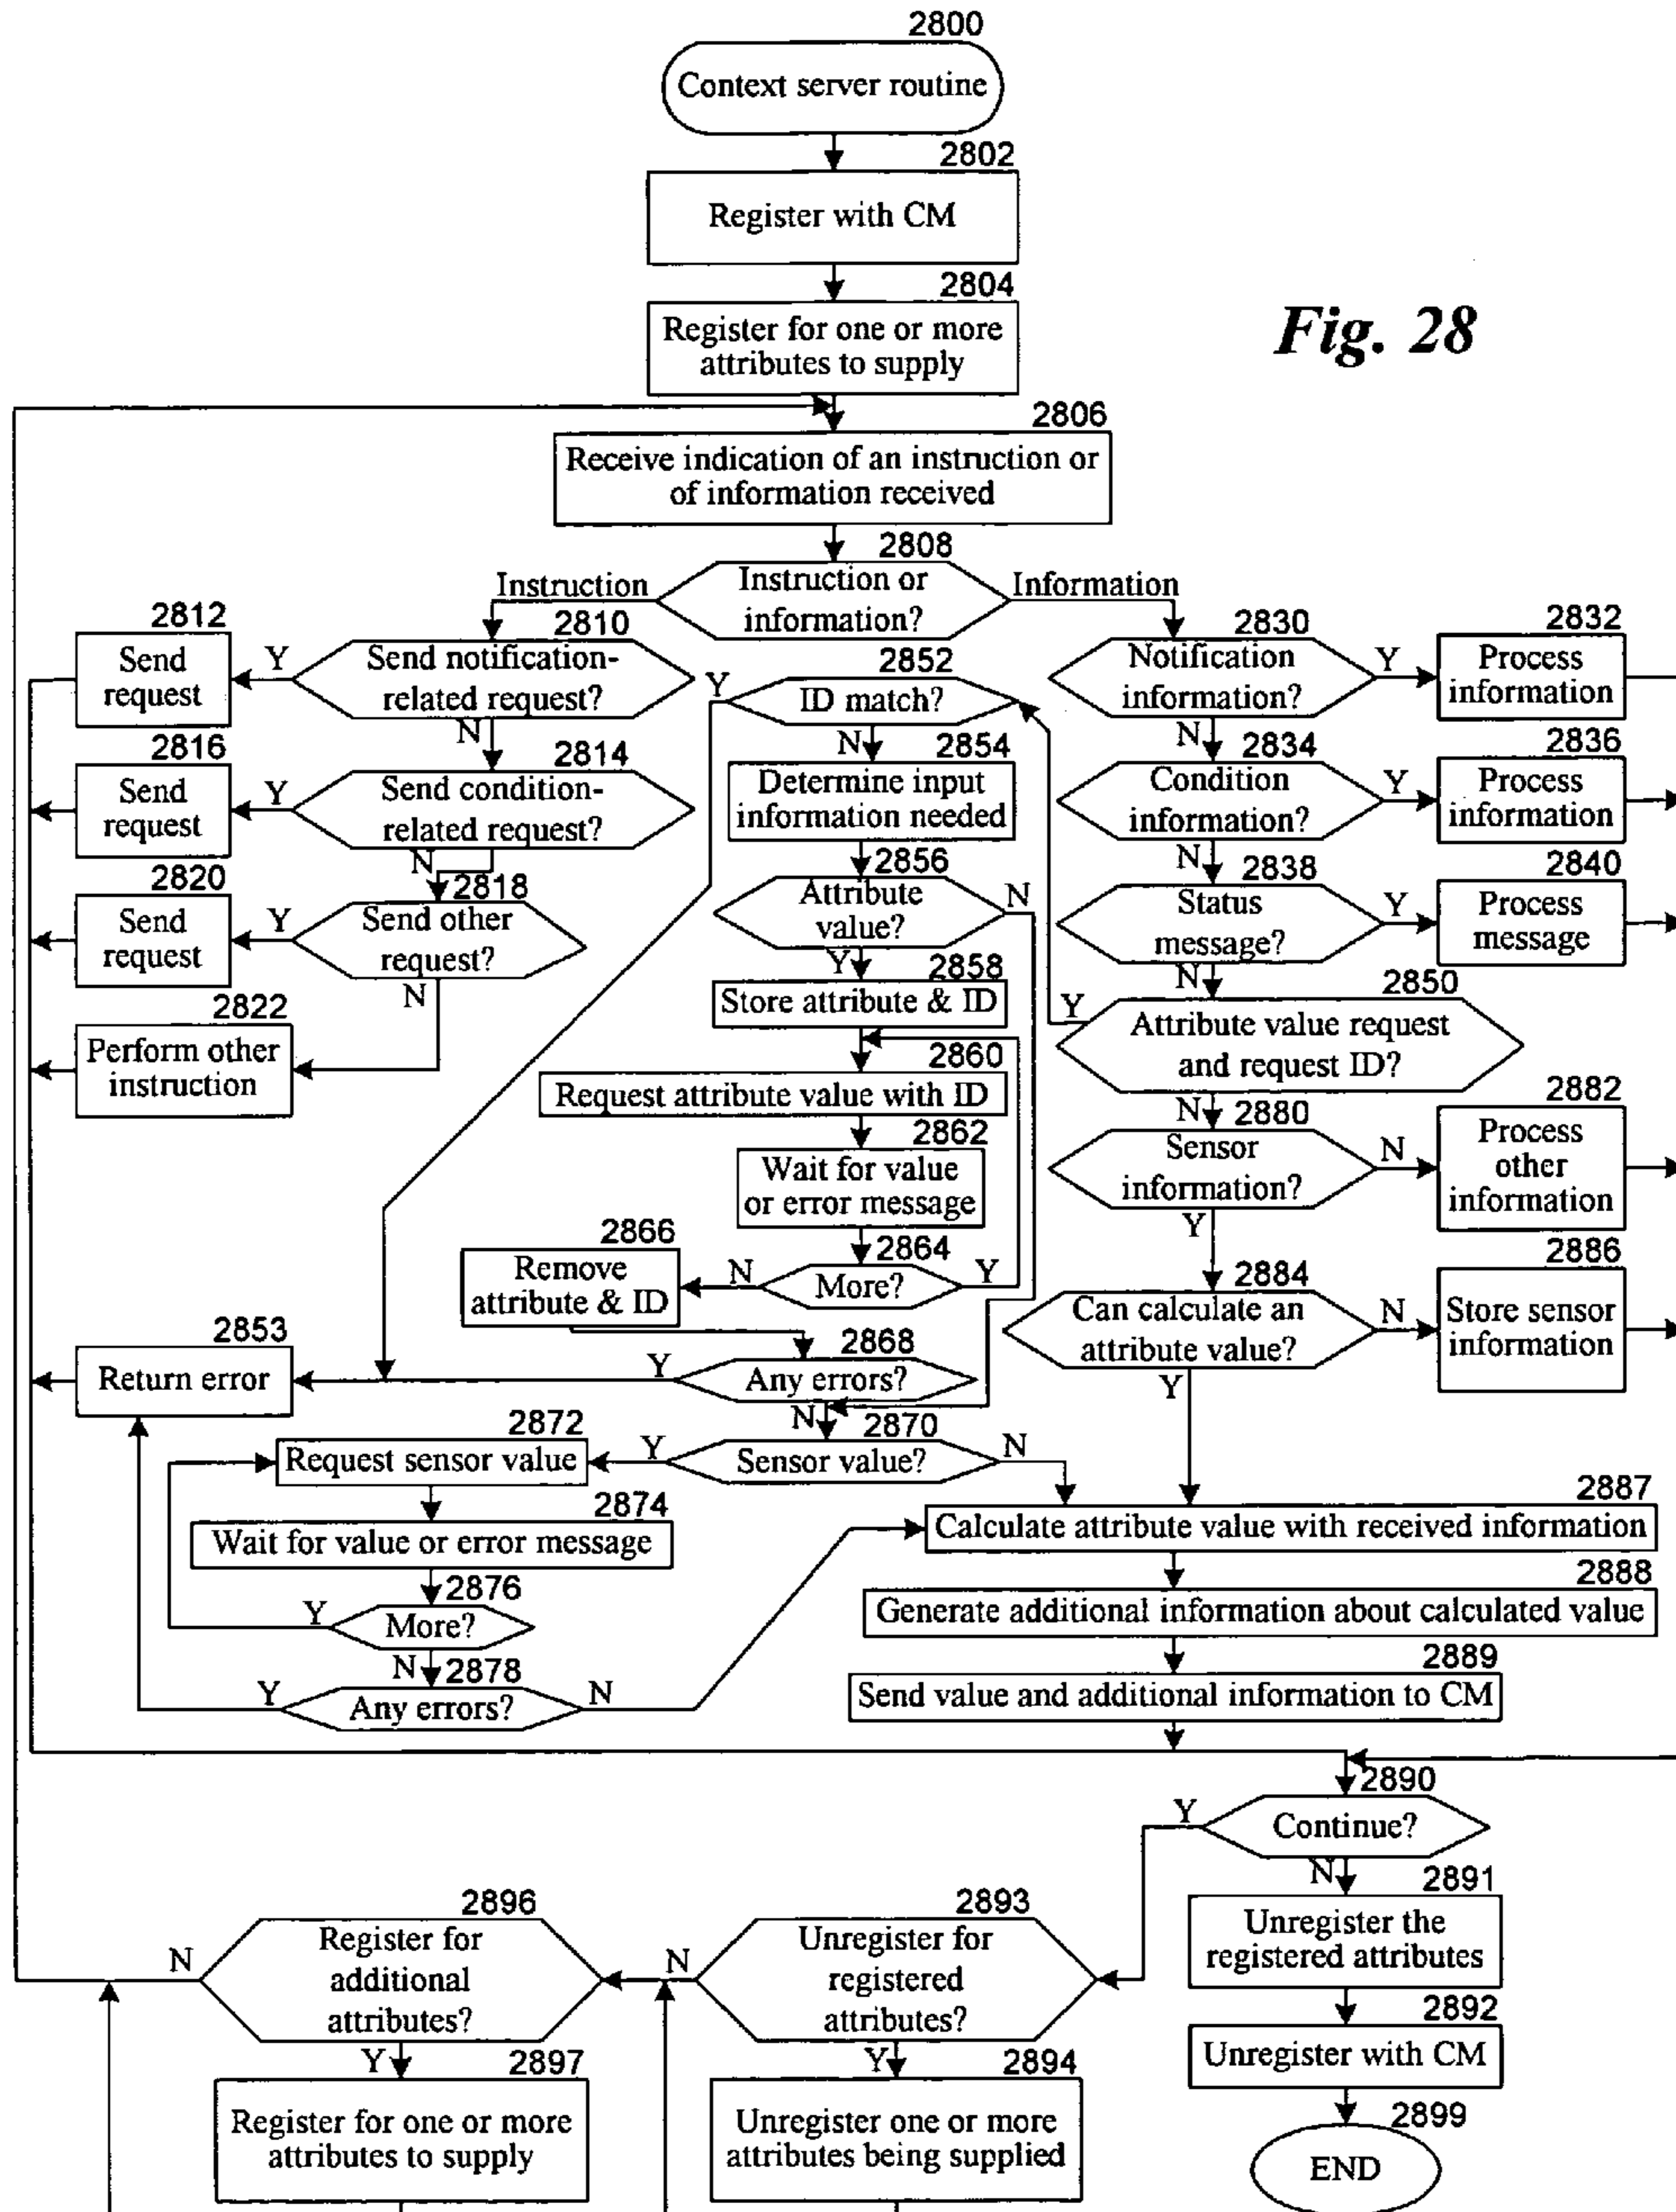 2800
Context server routine
2802
Register with CM
2804
Register for one or more
attributes to supply
Fig. 28
2806
Receive indication of an instruction or
of information received
2808
Instruction or
information?
Instruction
Information
2810
Send notification-
related request?
Y
N
2812
Send
request
2814
Send condition-
related request?
Y
N
2816
Send
request
2818
Send other
request?
Y
N
2820
Send
request
2822
Perform other
instruction
2830
Notification
information?
Y
N
2832
Process
information
2834
Condition
information?
Y
N
2836
Process
information
2838
Status
message?
Y
N
2840
Process
message
2850
Attribute value request
and request ID?
Y
N
2852
ID match?
Y
N
2854
Determine input
information needed
2856
Attribute
value?
N
Y
2858
Store attribute & ID
2860
Request attribute value with ID
2862
Wait for value
or error message
2864
More?
N
Y
2866
Remove
attribute & ID
2868
Any errors?
Y
N
2853
Return error
2870
Sensor value?
Y
N
2872
Request sensor value
2874
Wait for value or error message
2876
More?
Y
N
2878
Any errors?
Y
N
2880
Sensor
information?
N
Y
2882
Process
other
information
2884
Can calculate an
attribute value?
N
Y
2886
Store sensor
information
2887
Calculate attribute value with received information
2888
Generate additional information about calculated value
2889
Send value and additional information to CM
2890
Continue?
Y
N
2891
Unregister the
registered attributes
2892
Unregister with CM
2899
END
2893
Unregister for
registered
attributes?
N
Y
2894
Unregister one or more
attributes being supplied
2896
Register for
additional
attributes?
N
Y
2897
Register for one or more
attributes to supply